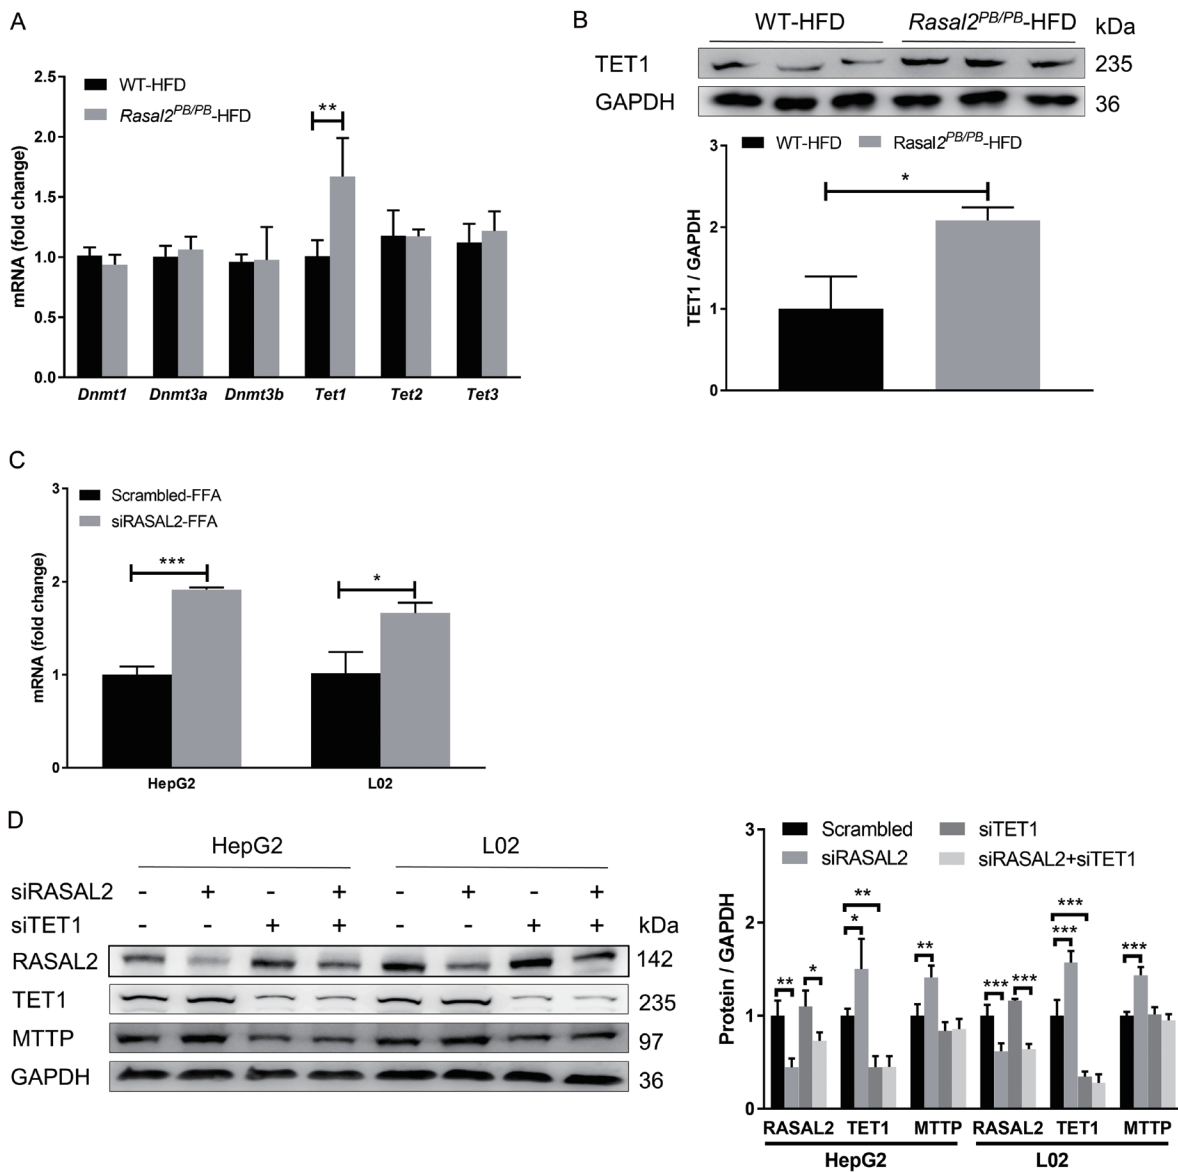 A
WT-HFD
Rasal2PB/PB-HFD
**
mRNA (fold change)
2.5
2.0
1.5
1.0
0.5
0.0
Dnmt1 Dnmt3a Dnmt3b Tet1 Tet2 Tet3
B
WT-HFD Rasal2PB/PB-HFD kDa
TET1 235
GAPDH 36
WT-HFD Rasal2PB/PB-HFD
*
TET1 / GAPDH
3
2
1
0
C
Scrambled-FFA
siRASAL2-FFA
*** *
mRNA (fold change)
3
2
1
0
HepG2 L02
D
HepG2 L02
siRASAL2 - + - + - + - +
siTET1 - - + + - - + + kDa
RASAL2 142
TET1 235
MTTP 97
GAPDH 36
Scrambled siTET1
siRASAL2 siRASAL2+siTET1
** ***
* ** *** ***
** * *** ***
Protein / GAPDH
3
2
1
0
RASAL2 TET1 MTTP RASAL2 TET1 MTTP
HepG2 L02